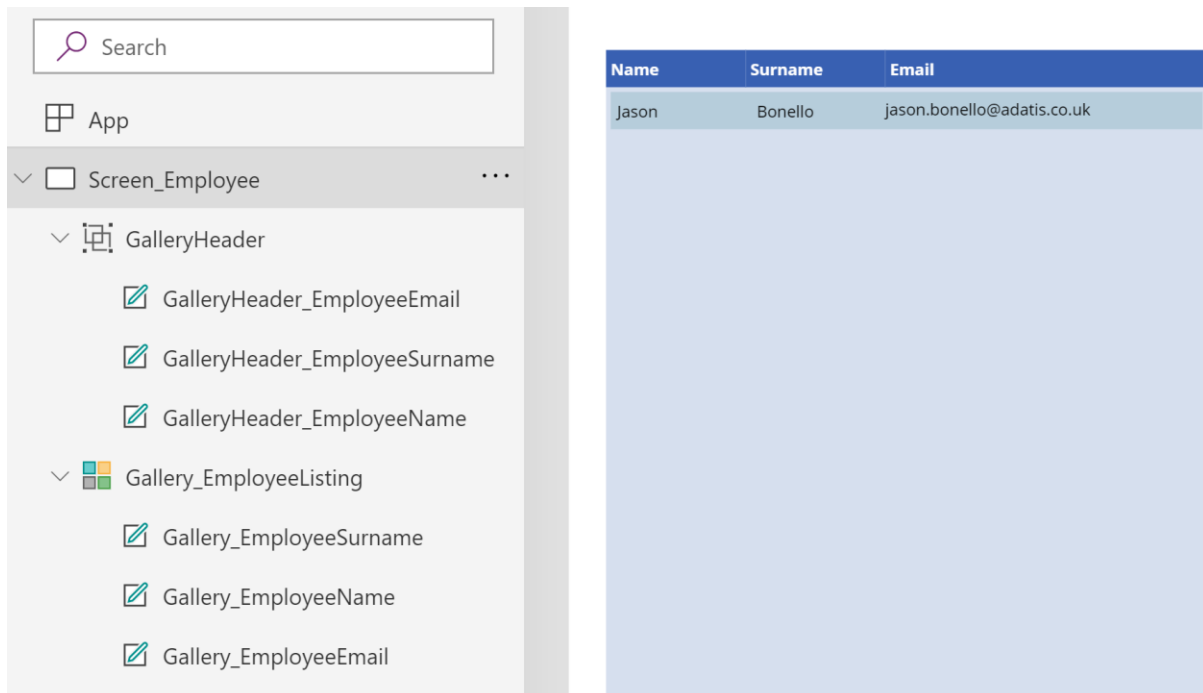 Search
App
Screen_Employee
GalleryHeader
GalleryHeader_EmployeeEmail
GalleryHeader_EmployeeSurname
GalleryHeader_EmployeeName
Gallery_EmployeeListing
Gallery_EmployeeSurname
Gallery_EmployeeName
Gallery_EmployeeEmail
Name Surname Email
Jason Bonello jason.bonello@adatis.co.uk